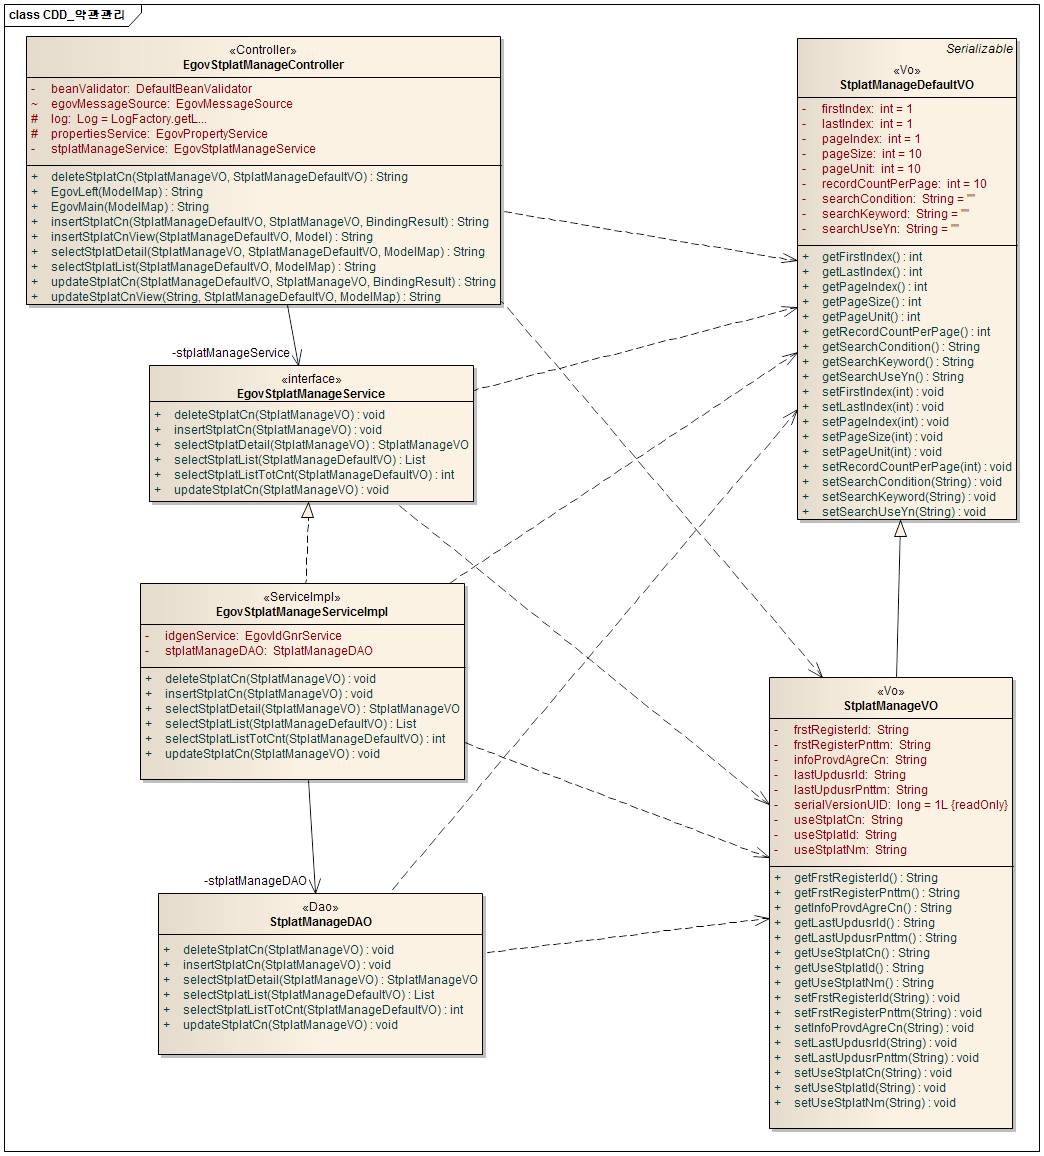 class CDD_약관관리
«Controller»
EgovStplatManageController
- beanValidator: DefaultBeanValidator
~ egovMessageSource: EgovMessageSource
# log: Log = LogFactory.getL...
# propertiesService: EgovPropertyService
- stplatManageService: EgovStplatManageService
+ deleteStplatCn(StplatManageVO, StplatManageDefaultVO) : String
+ EgovLeft(ModelMap) : String
+ EgovMain(ModelMap) : String
+ insertStplatCn(StplatManageDefaultVO, StplatManageVO, BindingResult) : String
+ insertStplatCnView(StplatManageDefaultVO, Model) : String
+ selectStplatDetail(StplatManageVO, StplatManageDefaultVO, ModelMap) : String
+ selectStplatList(StplatManageDefaultVO, ModelMap) : String
+ updateStplatCn(StplatManageDefaultVO, StplatManageVO, BindingResult) : String
+ updateStplatCnView(String, StplatManageDefaultVO, ModelMap) : String
Serializable
«Vo»
StplatManageDefaultVO
- firstIndex: int = 1
- lastIndex: int = 1
- pageIndex: int = 1
- pageSize: int = 10
- pageUnit: int = 10
- recordCountPerPage: int = 10
- searchCondition: String = ""
- searchKeyword: String = ""
- searchUseYn: String = ""
+ getFirstIndex() : int
+ getLastIndex() : int
+ getPageIndex() : int
+ getPageSize() : int
+ getPageUnit() : int
+ getRecordCountPerPage() : int
+ getSearchCondition() : String
+ getSearchKeyword() : String
+ getSearchUseYn() : String
+ setFirstIndex(int) : void
+ setLastIndex(int) : void
+ setPageIndex(int) : void
+ setPageSize(int) : void
+ setPageUnit(int) : void
+ setRecordCountPerPage(int) : void
+ setSearchCondition(String) : void
+ setSearchKeyword(String) : void
+ setSearchUseYn(String) : void
-stplatManageService
«interface»
EgovStplatManageService
+ deleteStplatCn(StplatManageVO) : void
+ insertStplatCn(StplatManageVO) : void
+ selectStplatDetail(StplatManageVO) : StplatManageVO
+ selectStplatList(StplatManageDefaultVO) : List
+ selectStplatListTotCnt(StplatManageDefaultVO) : int
+ updateStplatCn(StplatManageVO) : void
«ServiceImpl»
EgovStplatManageServiceImpl
- idgenService: EgovIdGnrService
- stplatManageDAO: StplatManageDAO
+ deleteStplatCn(StplatManageVO) : void
+ insertStplatCn(StplatManageVO) : void
+ selectStplatDetail(StplatManageVO) : StplatManageVO
+ selectStplatList(StplatManageDefaultVO) : List
+ selectStplatListTotCnt(StplatManageDefaultVO) : int
+ updateStplatCn(StplatManageVO) : void
-stplatManageDAO
«Dao»
StplatManageDAO
+ deleteStplatCn(StplatManageVO) : void
+ insertStplatCn(StplatManageVO) : void
+ selectStplatDetail(StplatManageVO) : StplatManageVO
+ selectStplatList(StplatManageDefaultVO) : List
+ selectStplatListTotCnt(StplatManageDefaultVO) : int
+ updateStplatCn(StplatManageVO) : void
«Vo»
StplatManageVO
- frstRegisterId: String
- frstRegisterPnttm: String
- infoProvdAgreCn: String
- lastUpdusrId: String
- lastUpdusrPnttm: String
- serialVersionUID: long = 1L {readOnly}
- useStplatCn: String
- useStplatId: String
- useStplatNm: String
+ getFrstRegisterId() : String
+ getFrstRegisterPnttm() : String
+ getInfoProvdAgreCn() : String
+ getLastUpdusrId() : String
+ getLastUpdusrPnttm() : String
+ getUseStplatCn() : String
+ getUseStplatId() : String
+ getUseStplatNm() : String
+ setFrstRegisterId(String) : void
+ setFrstRegisterPnttm(String) : void
+ setInfoProvdAgreCn(String) : void
+ setLastUpdusrId(String) : void
+ setLastUpdusrPnttm(String) : void
+ setUseStplatCn(String) : void
+ setUseStplatId(String) : void
+ setUseStplatNm(String) : void